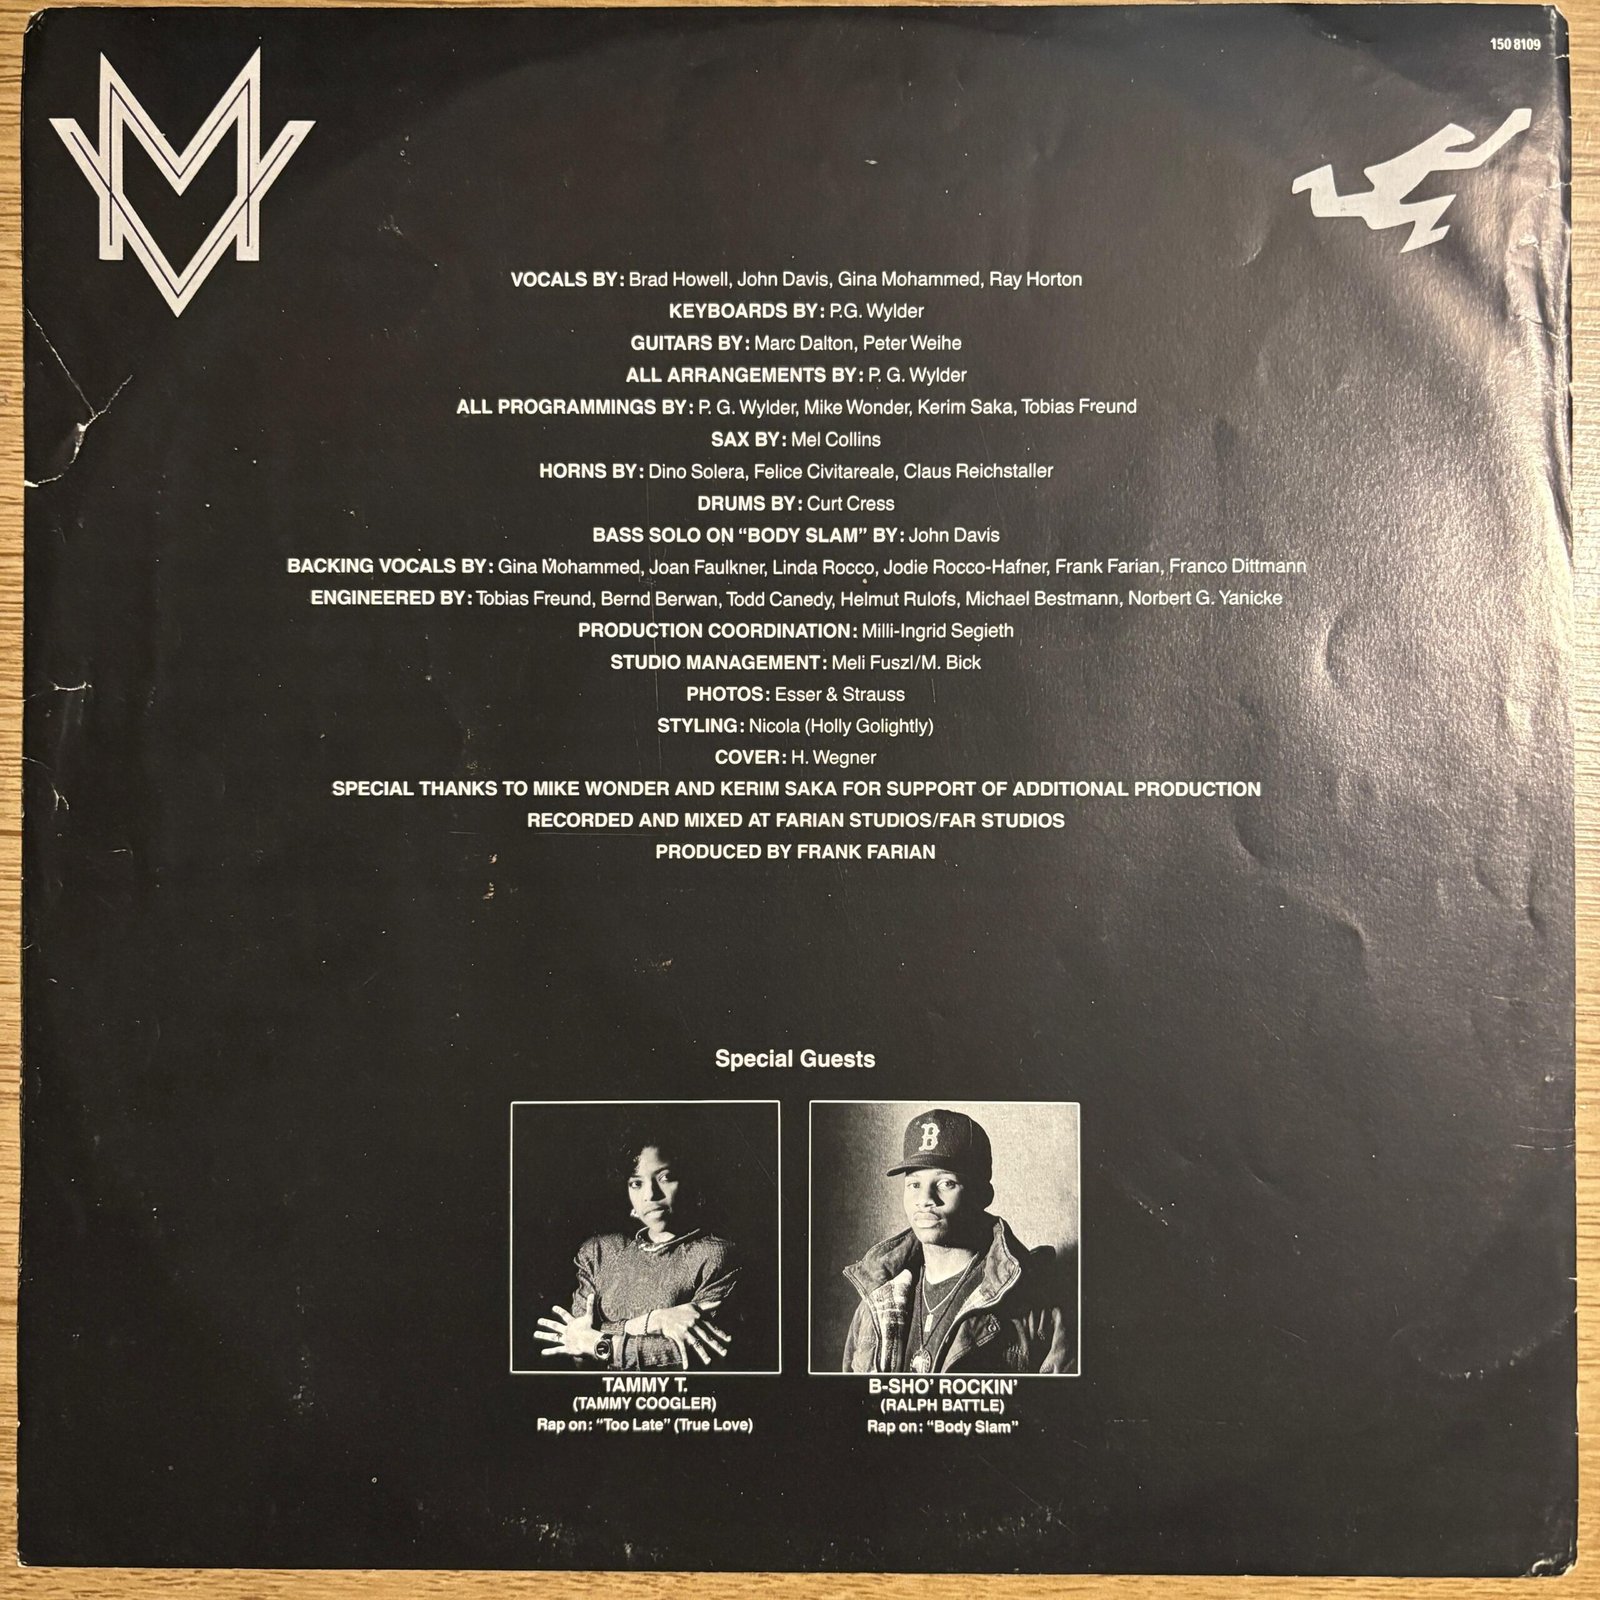 150 8109
MV
VOCALS BY: Brad Howell, John Davis, Gina Mohammed, Ray Horton
KEYBOARDS BY: P.G. Wylder
GUITARS BY: Marc Dalton, Peter Weihe
ALL ARRANGEMENTS BY: P. G. Wylder
ALL PROGRAMMINGS BY: P. G. Wylder, Mike Wonder, Kerim Saka, Tobias Freund
SAX BY: Mel Collins
HORNS BY: Dino Solera, Felice Civitareale, Claus Reichstaller
DRUMS BY: Curt Cress
BASS SOLO ON “BODY SLAM” BY: John Davis
BACKING VOCALS BY: Gina Mohammed, Joan Faulkner, Linda Rocco, Jodie Rocco-Hafner, Frank Farian, Franco Dittmann
ENGINEERED BY: Tobias Freund, Bernd Berwan, Todd Canedy, Helmut Rulofs, Michael Bestmann, Norbert G. Yanicke
PRODUCTION COORDINATION: Milli-Ingrid Segieth
STUDIO MANAGEMENT: Meli Fuszl/M. Bick
PHOTOS: Esser & Strauss
STYLING: Nicola (Holly Golightly)
COVER: H. Wegner
SPECIAL THANKS TO MIKE WONDER AND KERIM SAKA FOR SUPPORT OF ADDITIONAL PRODUCTION
RECORDED AND MIXED AT FARIAN STUDIOS/FAR STUDIOS
PRODUCED BY FRANK FARIAN
Special Guests
B
TAMMY T.
(TAMMY COOGLER)
Rap on: “Too Late” (True Love)
B-SHO’ ROCKIN’
(RALPH BATTLE)
Rap on: “Body Slam”